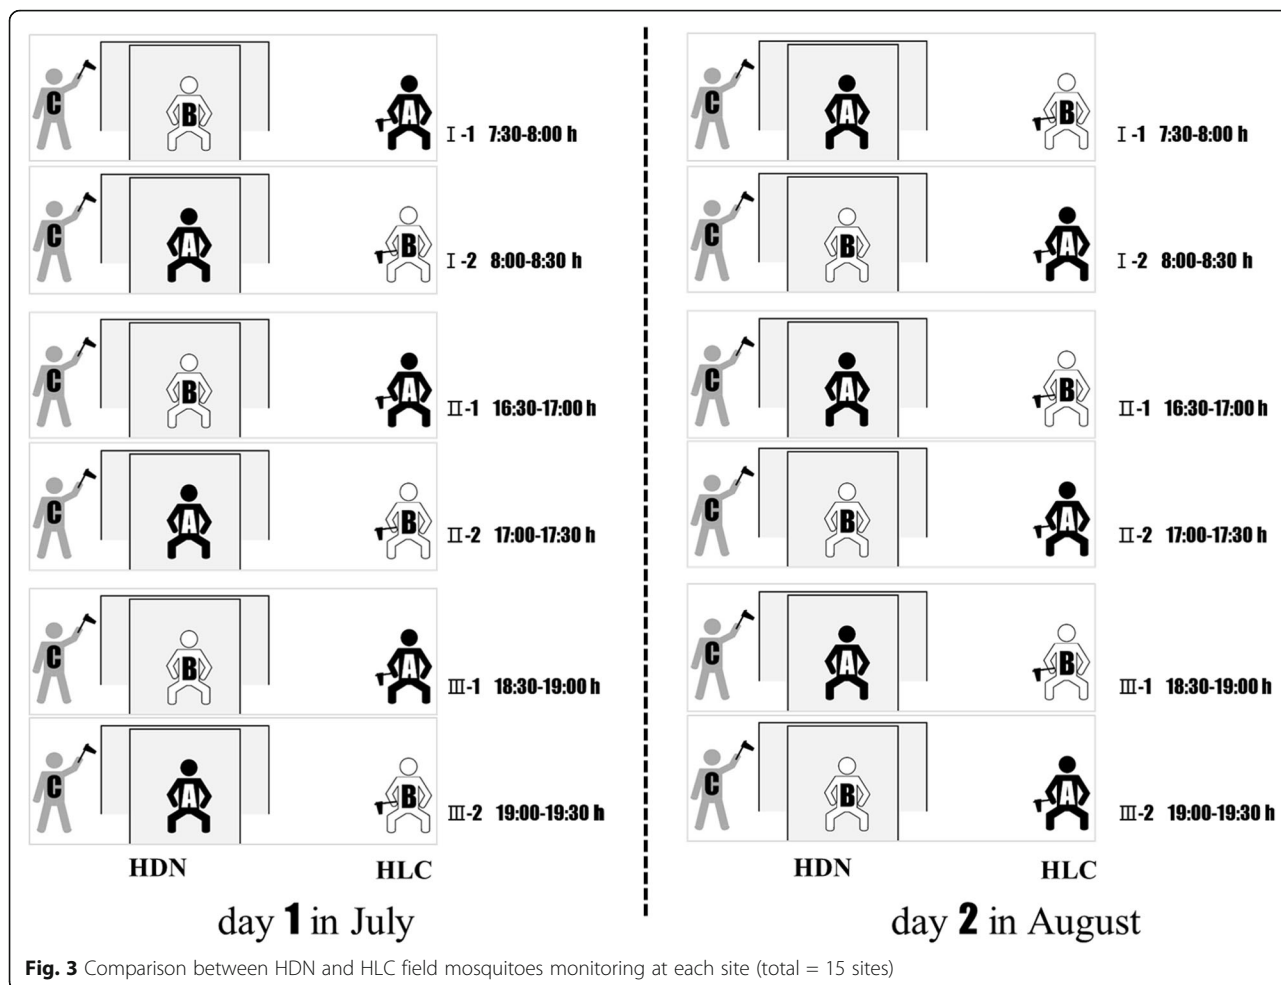 C B A I-1 7:30-8:00 h
C A B I-2 8:00-8:30 h
C B A II-1 16:30-17:00 h
C A B II-2 17:00-17:30 h
C B A III-1 18:30-19:00 h
C A B III-2 19:00-19:30 h
HDN HLC
day 1 in July
C A B I-1 7:30-8:00 h
C B A I-2 8:00-8:30 h
C A B II-1 16:30-17:00 h
C B A II-2 17:00-17:30 h
C A B III-1 18:30-19:00 h
C B A III-2 19:00-19:30 h
HDN HLC
day 2 in August
Fig. 3 Comparison between HDN and HLC field mosquitoes monitoring at each site (total = 15 sites)